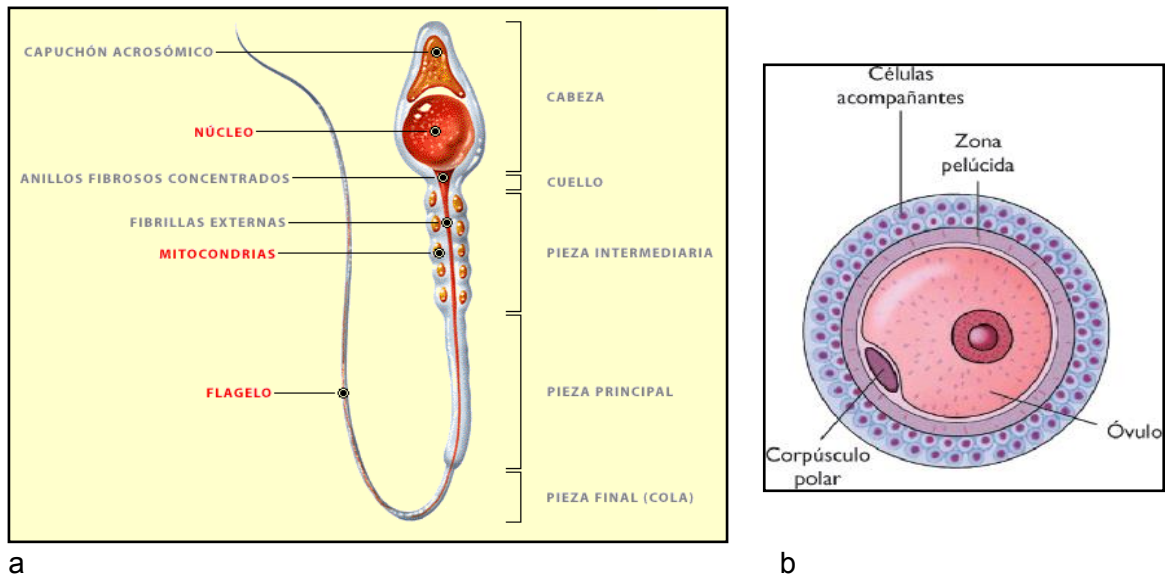 CAPUCHÓN ACROSÓMICO
NÚCLEO
ANILLOS FIBROSOS CONCENTRADOS
FIBRILLAS EXTERNAS
MITOCONDRIAS
FLAGELO
CABEZA
CUELLO
PIEZA INTERMEDIARIA
PIEZA PRINCIPAL
PIEZA FINAL (COLA)
a
Células
acompañantes
Zona
pelúcida
Óvulo
Corpúsculo
polar
b